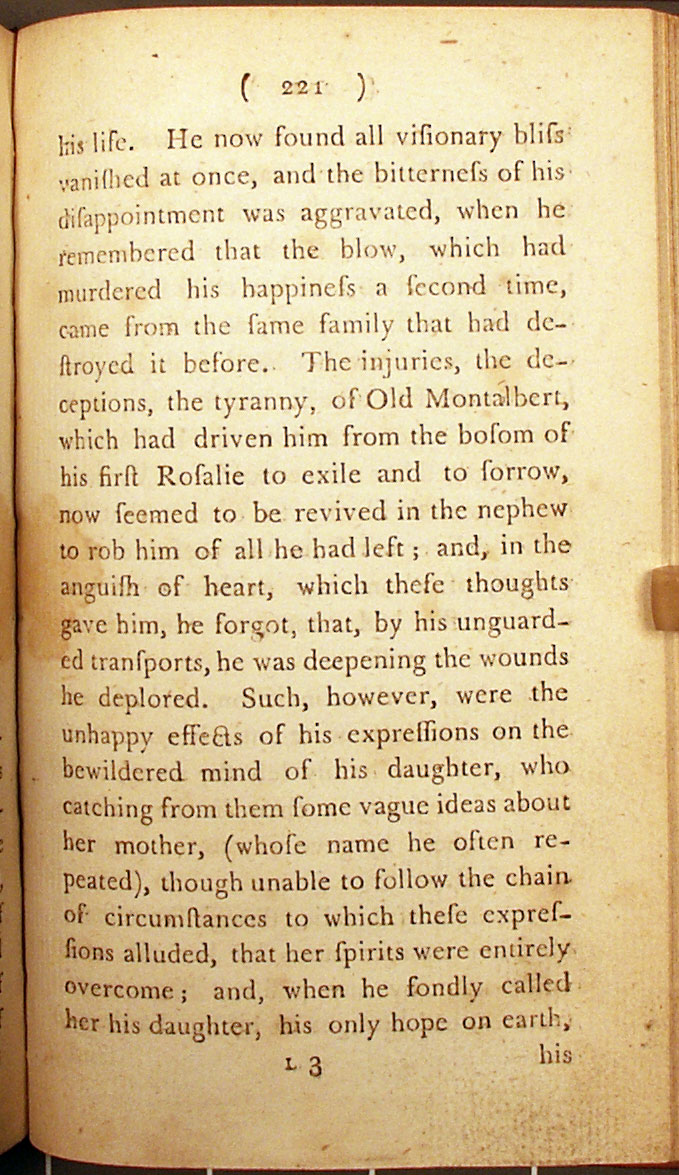 ( 221 )
his life. He now found all viſionary bliſs
vaniſhed at once, and the bitterneſs of his
diſappointment was aggravated, when he
remembered that the blow, which had
murdered his happineſs a ſecond time,
came from the ſame family that had de-
ſtroyed it before. The injuries, the de-
ceptions, the tyranny, of Old Montalbert,
which had driven him from the boſom of
his firſt Roſalie to exile and to ſorrow,
now ſeemed to be revived in the nephew
to rob him of all he had left ; and, in the
anguiſh of heart, which theſe thoughts
gave him, he forgot, that, by his unguard-
ed tranſports, he was deepening the wounds
he deplored. Such, however, were the
unhappy effects of his expreſſions on the
bewildered mind of his daughter, who
catching from them ſome vague ideas about
her mother, (whoſe name he often re-
peated), though unable to follow the chain
of circumſtances to which theſe expreſ-
ſions alluded, that her ſpirits were entirely
overcome ; and, when he fondly called
her his daughter, his only hope on earth,
L 3 his